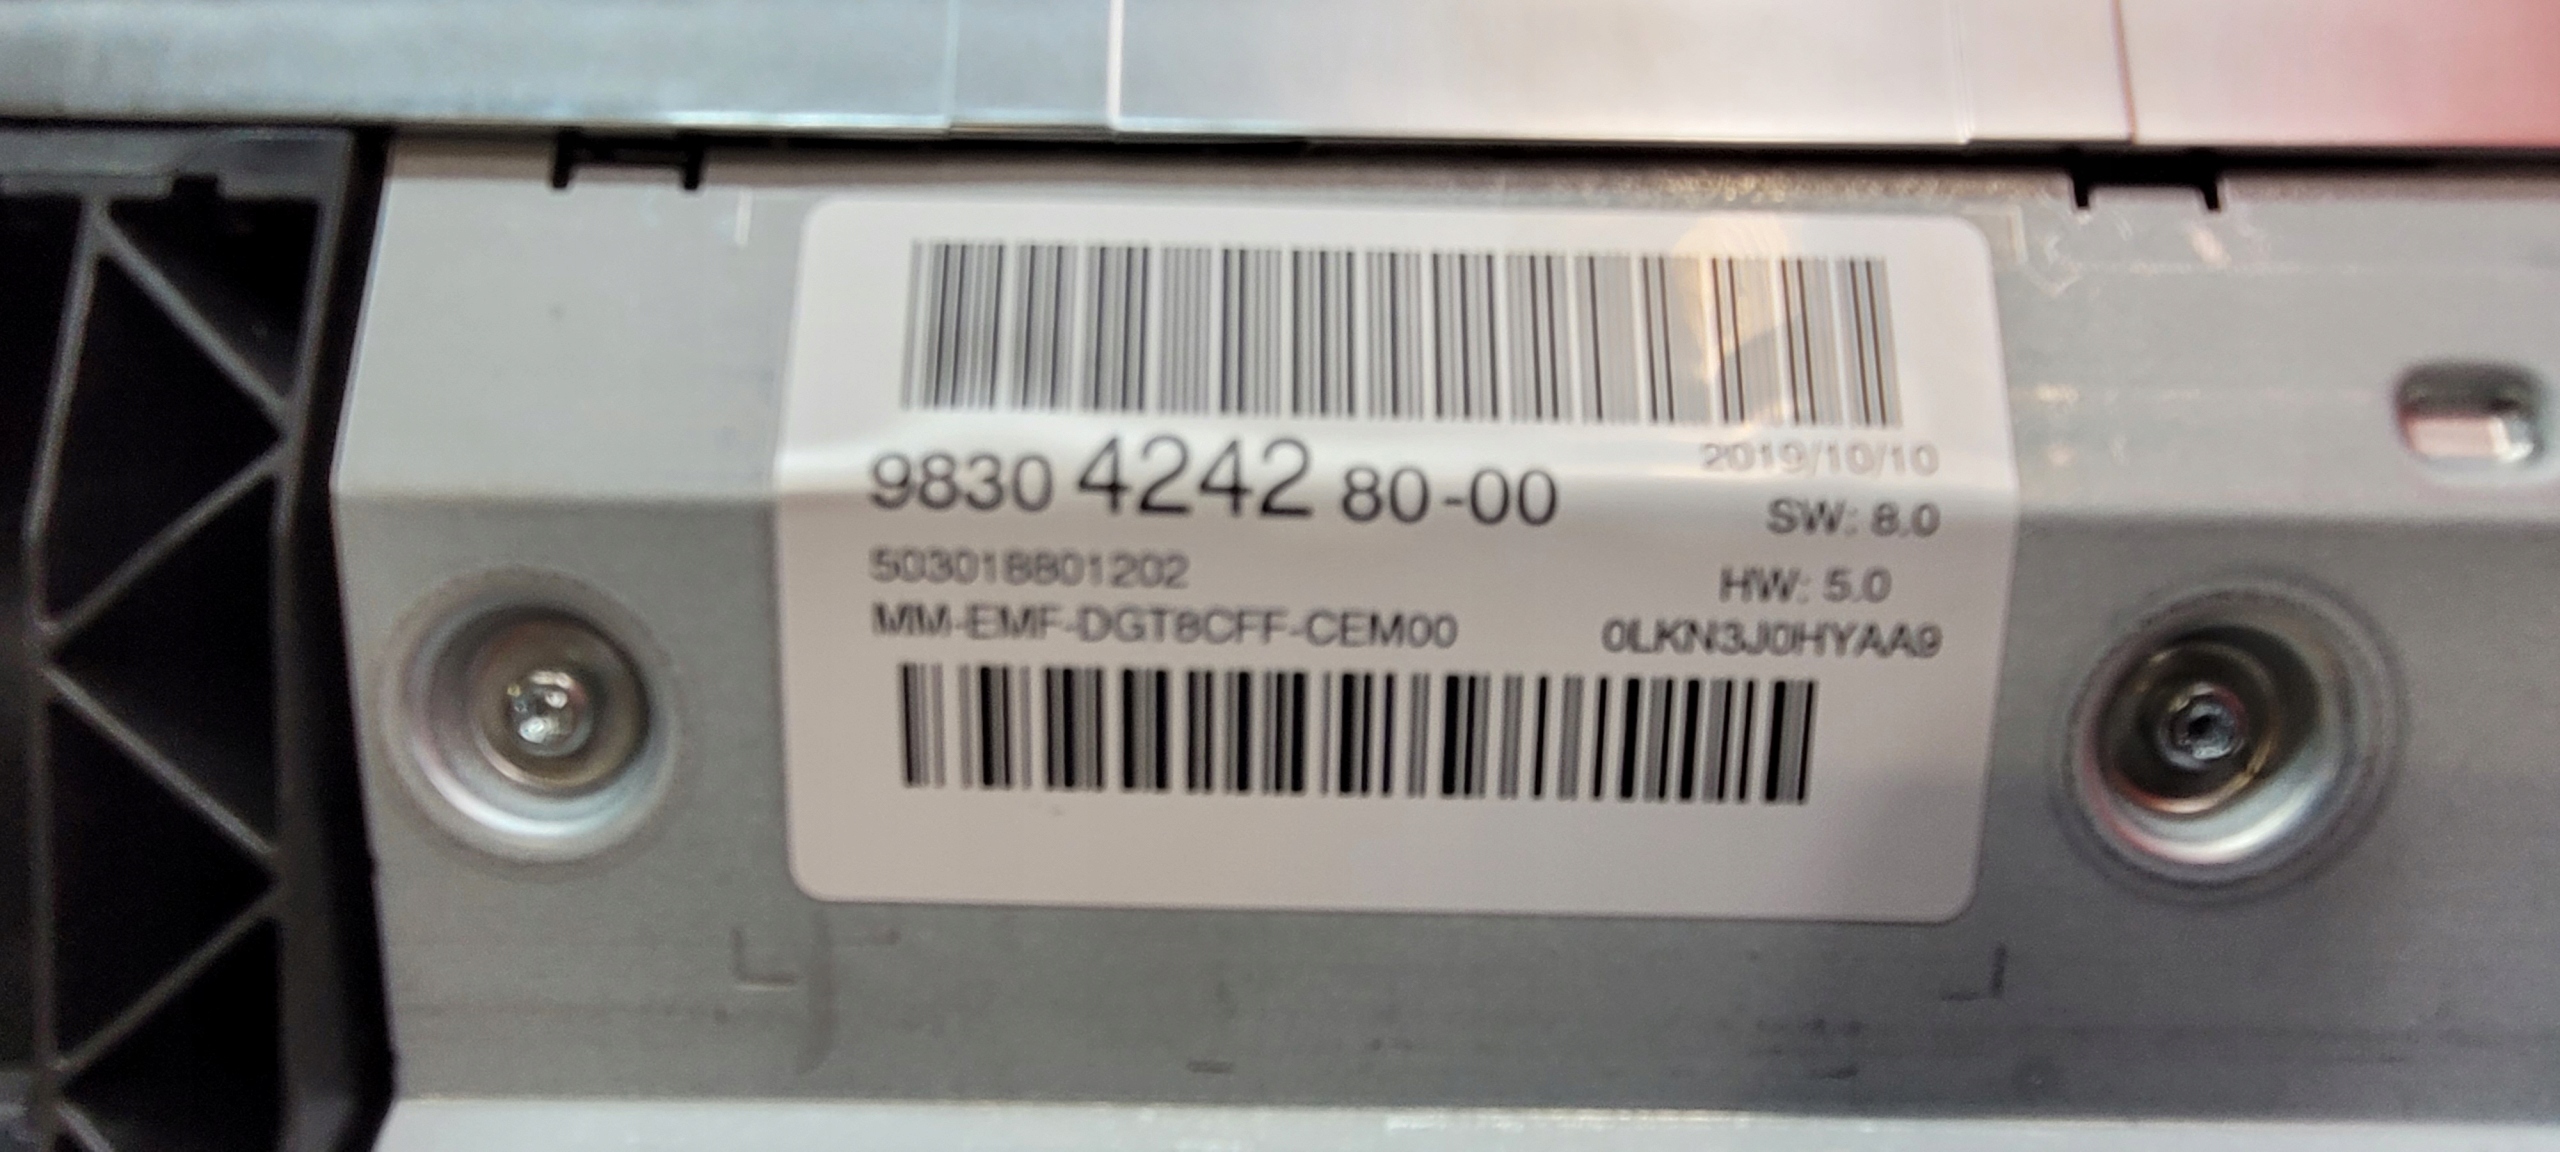 2019/10/10
9830 4242 80-00
SW: 8.0
503018801202
HW: 5.0
MM-EMF-DGT8CFF-CEM00
0LKN3J0HYAA9